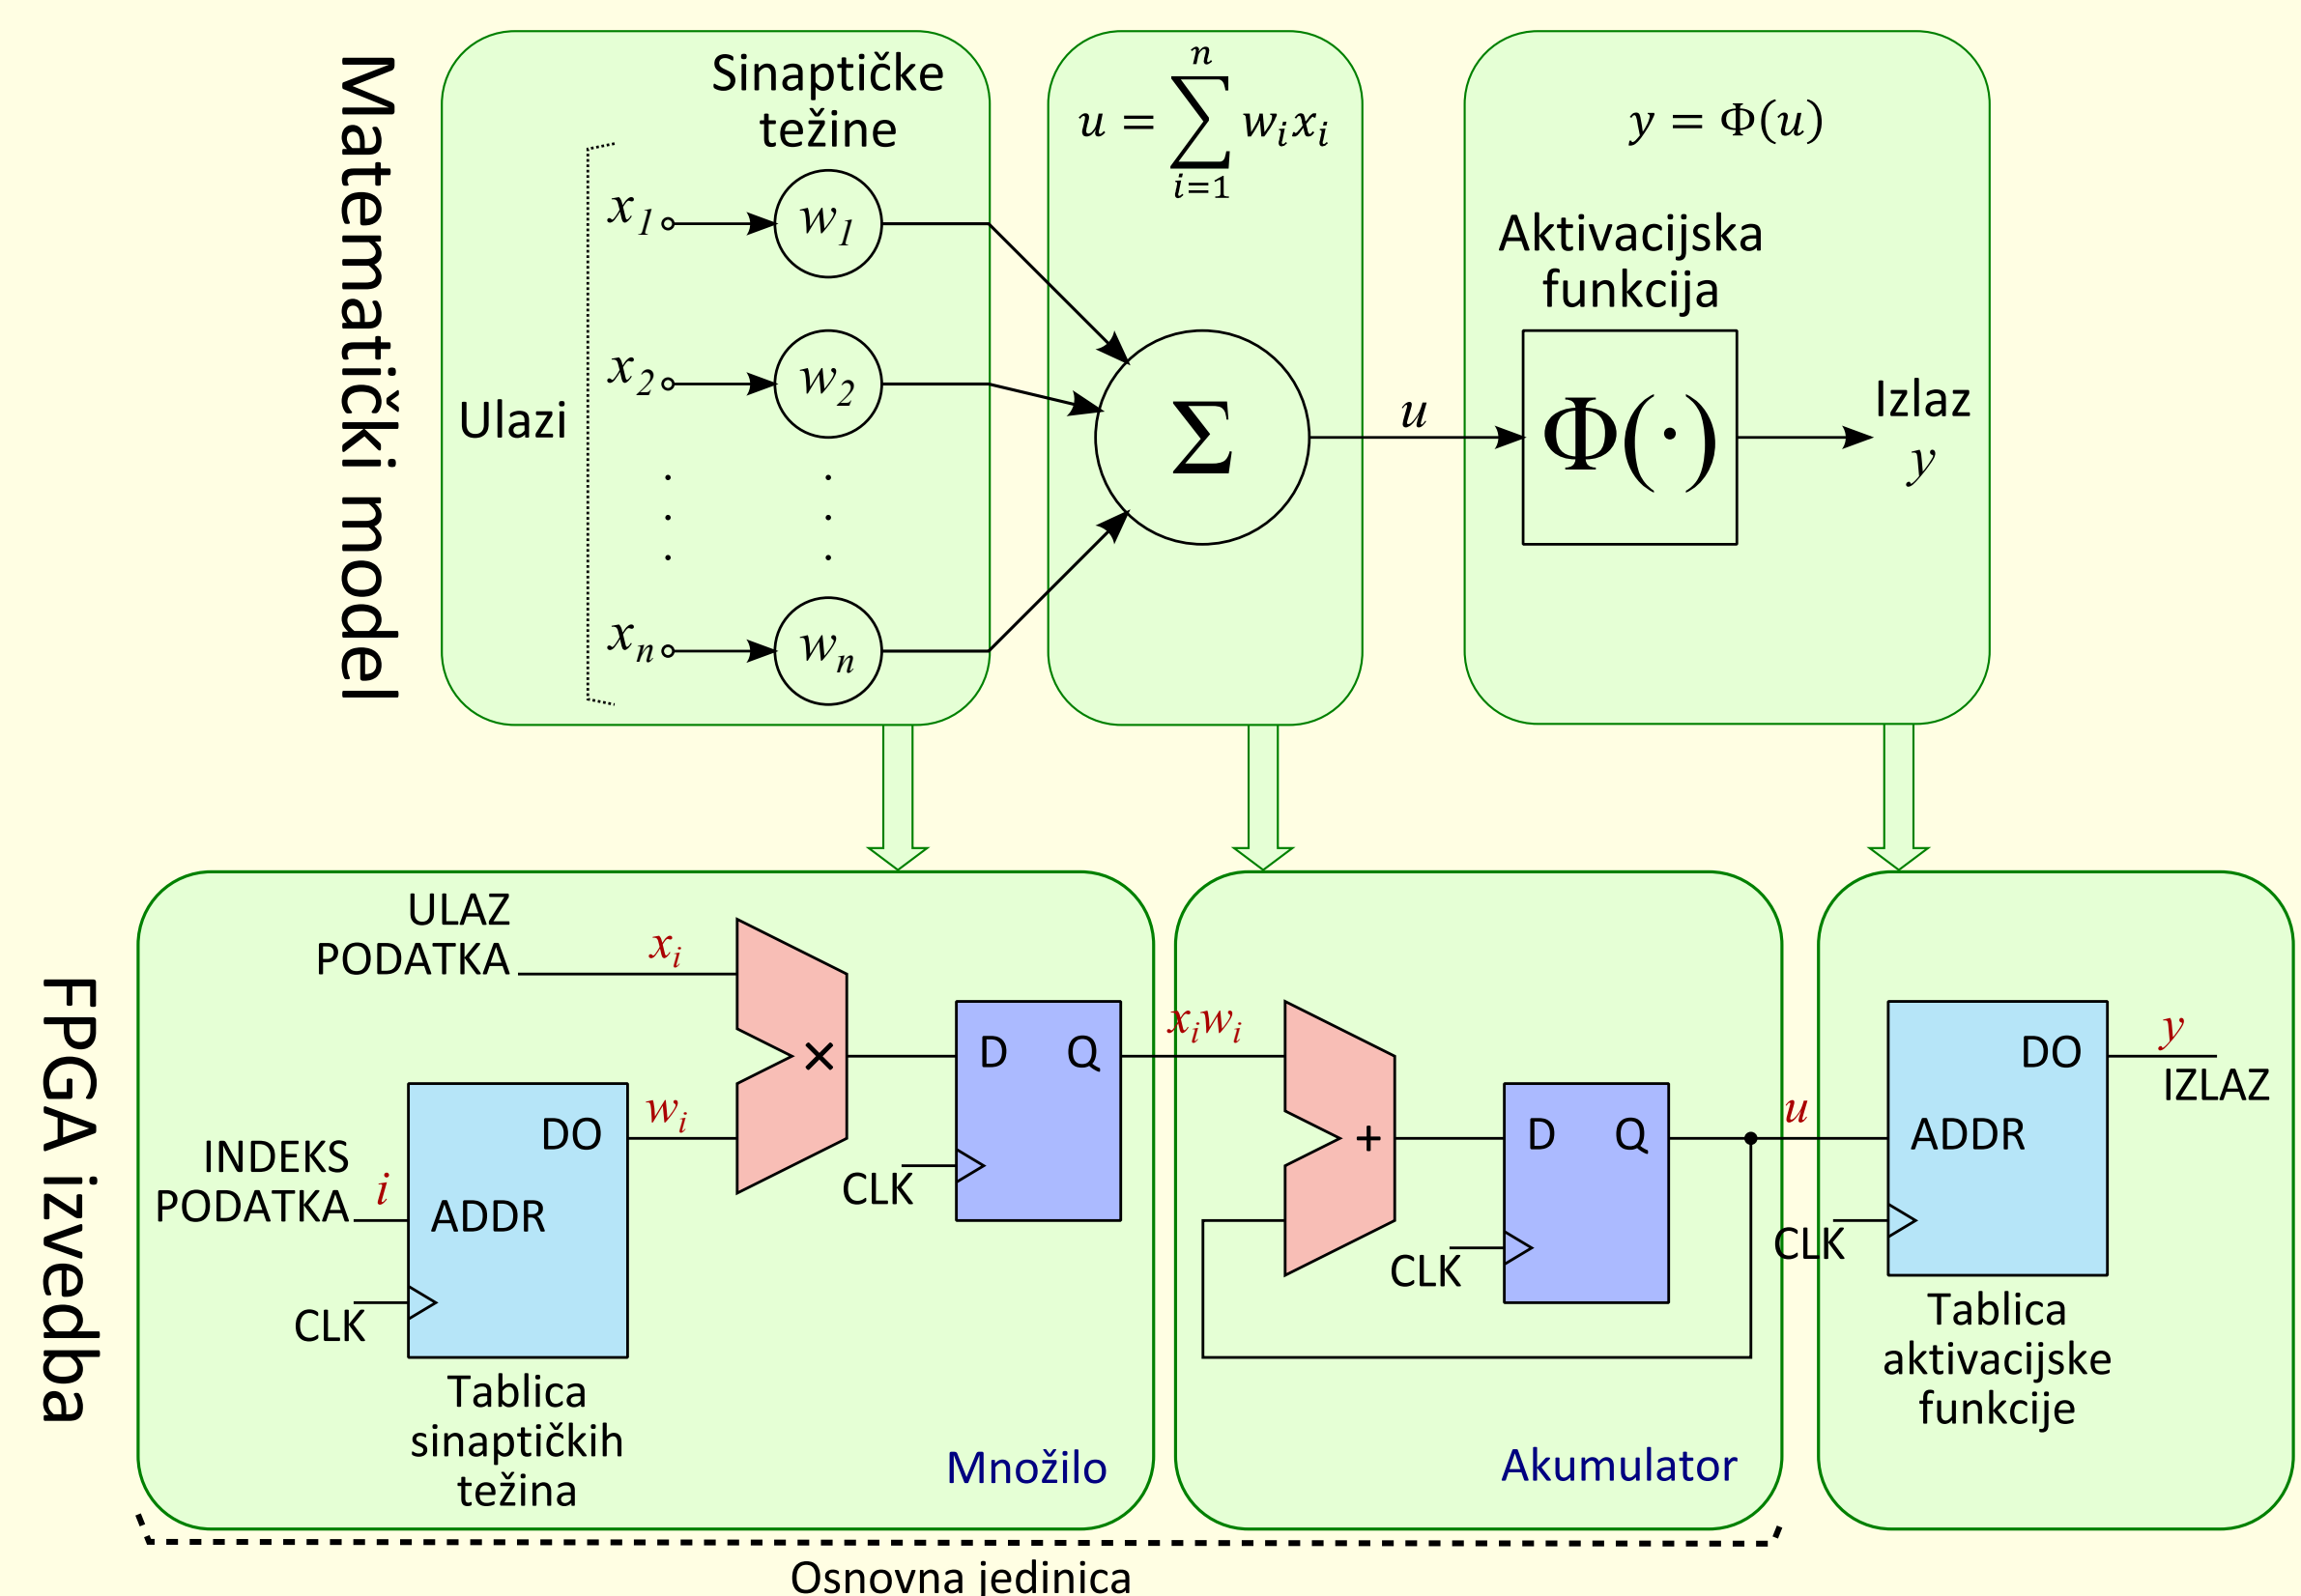 Matematički model
Sinaptičke
težine
Ulazi
x1
w1
x2
w2
xn
wn
u = ∑ wixi
n
i=1
Σ
u
y = Φ(u)
Aktivacijska
funkcija
Φ(·)
Izlaz
y
FPGA izvedba
ULAZ
PODATKA
xi
INDEKS
PODATKA
i
ADDR
DO
CLK
wi
Tablica
sinaptičkih
težina
×
D Q
CLK
Množilo
xiwi
+
D Q
CLK
Akumulator
u
ADDR
DO
CLK
y
IZLAZ
Tablica
aktivacijske
funkcije
Osnovna jedinica